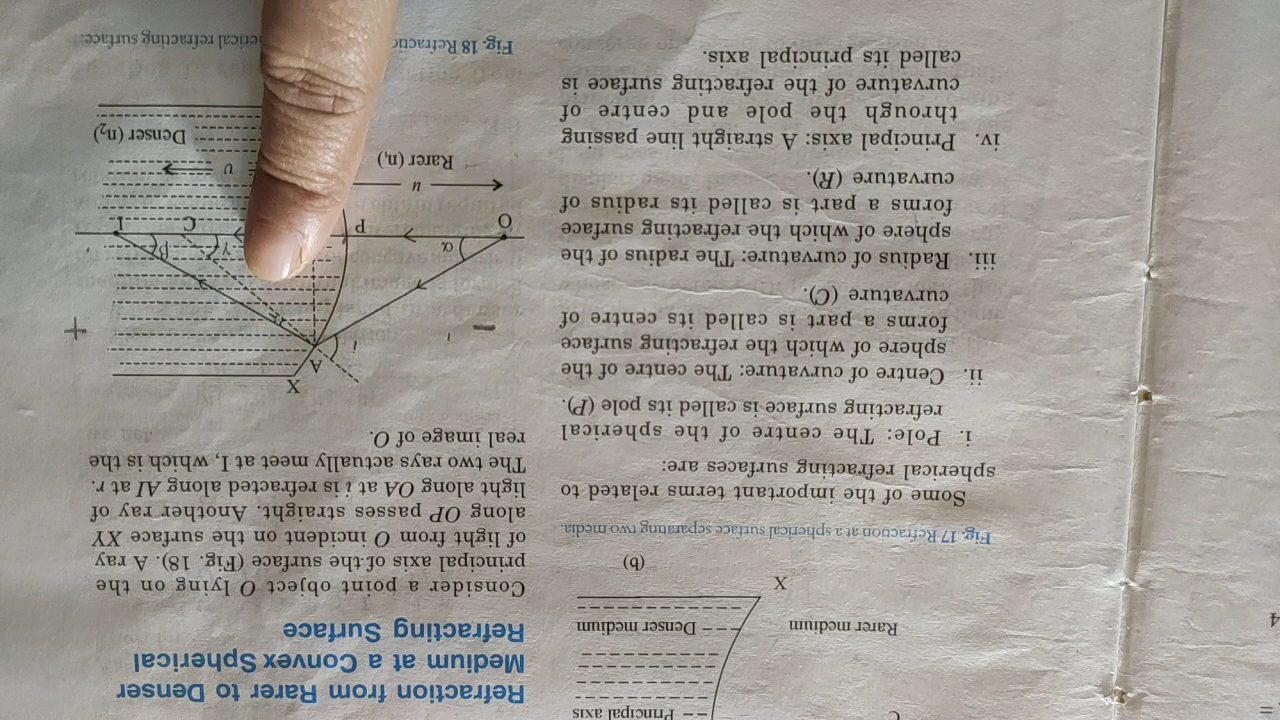 Principal axis
Rarer medium
Denser medium
X
(b)
Fig. 17 Refraction at a spherical surface separating two media.
Some of the important terms related to
spherical refracting surfaces are:
i. Pole: The centre of the spherical
refracting surface is called its pole (P).
ii. Centre of curvature: The centre of the
sphere of which the refracting surface
forms a part is called its centre of
curvature (C).
iii. Radius of curvature: The radius of the
sphere of which the refracting surface
forms a part is called its radius of
curvature (R).
iv. Principal axis: A straight line passing
through the pole and centre of
curvature of the refracting surface is
called its principal axis.
Refraction from Rarer to Denser
Medium at a Convex Spherical
Refracting Surface
Consider a point object O lying on the
principal axis of the surface (Fig. 18). A ray
of light from O incident on the surface XY
along OP passes straight. Another ray of
light along OA at i is refracted along AI at r.
The two rays actually meet at I, which is the
real image of O.
X
A
i
r
− +
O α P γ C β I
u υ
Rarer (n₁) Denser (n₂)
Fig. 18 refracting surface.
4
=